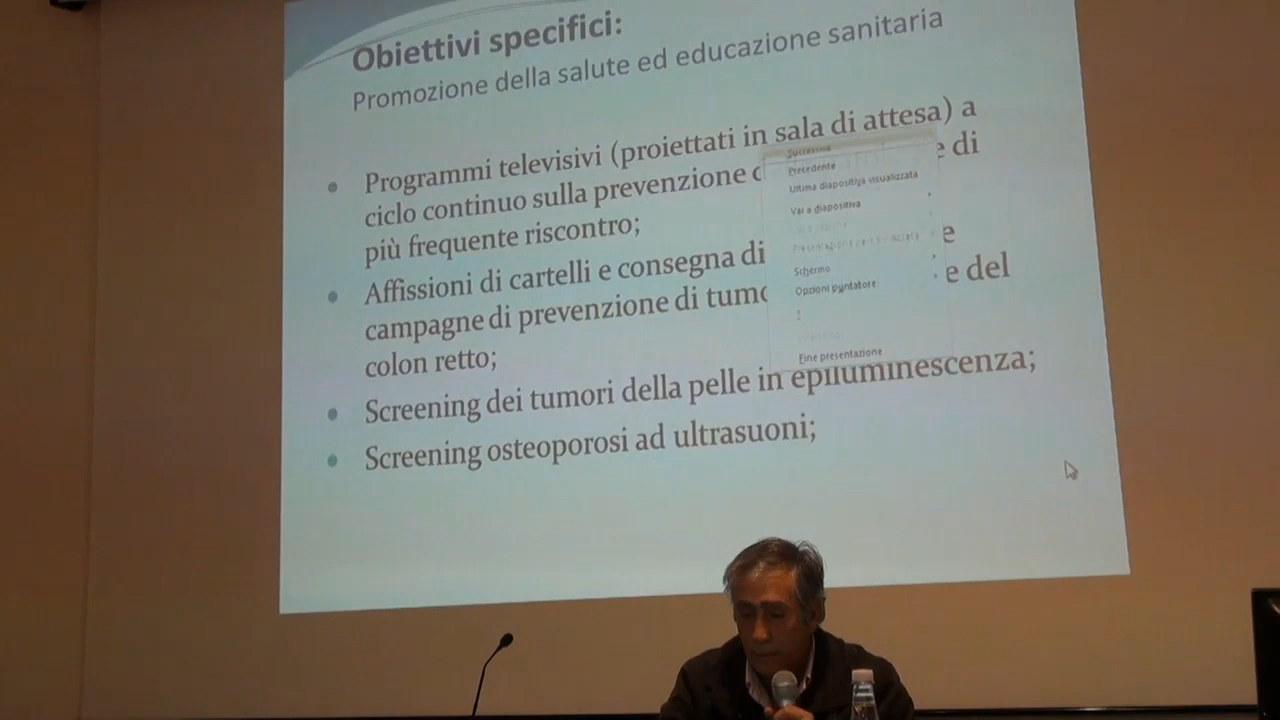 Obiettivi specifici:
Promozione della salute ed educazione sanitaria
Programmi televisivi (proiettati in sala di attesa) a
ciclo continuo sulla prevenzione di
più frequente riscontro;
Affissioni di cartelli e consegna di e
campagne di prevenzione di e del
colon retto;
Screening dei tumori della pelle in epiluminescenza;
Screening osteoporosi ad ultrasuoni;
Successiva
Precedente
Ultima diapositiva visualizzata
Vai a diapositiva
Schermo
Opzioni puntatore
Fine presentazione